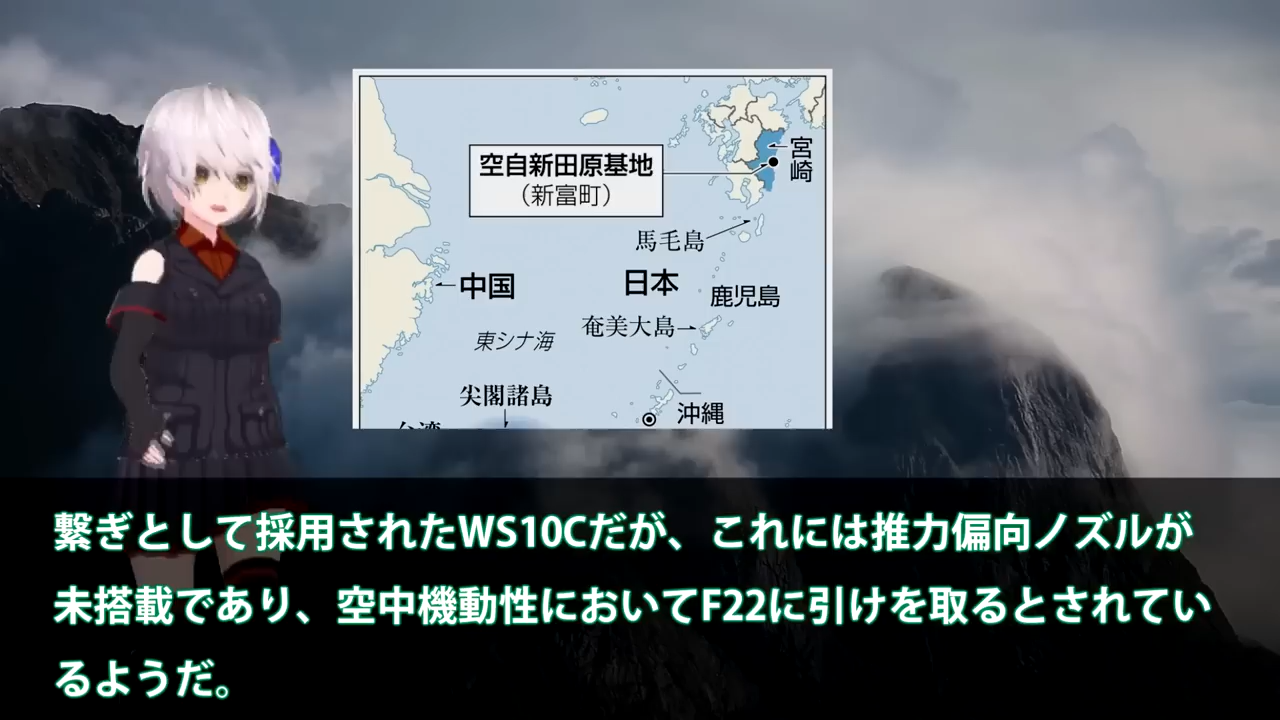 空自新田原基地
（新富町）
宮崎
馬毛島
中国
日本
鹿児島
奄美大島
東シナ海
尖閣諸島
沖縄
台湾
繋ぎとして採用されたWS10Cだが、これには推力偏向ノズルが
未搭載であり、空中機動性においてF22に引けを取るとされてい
るようだ。